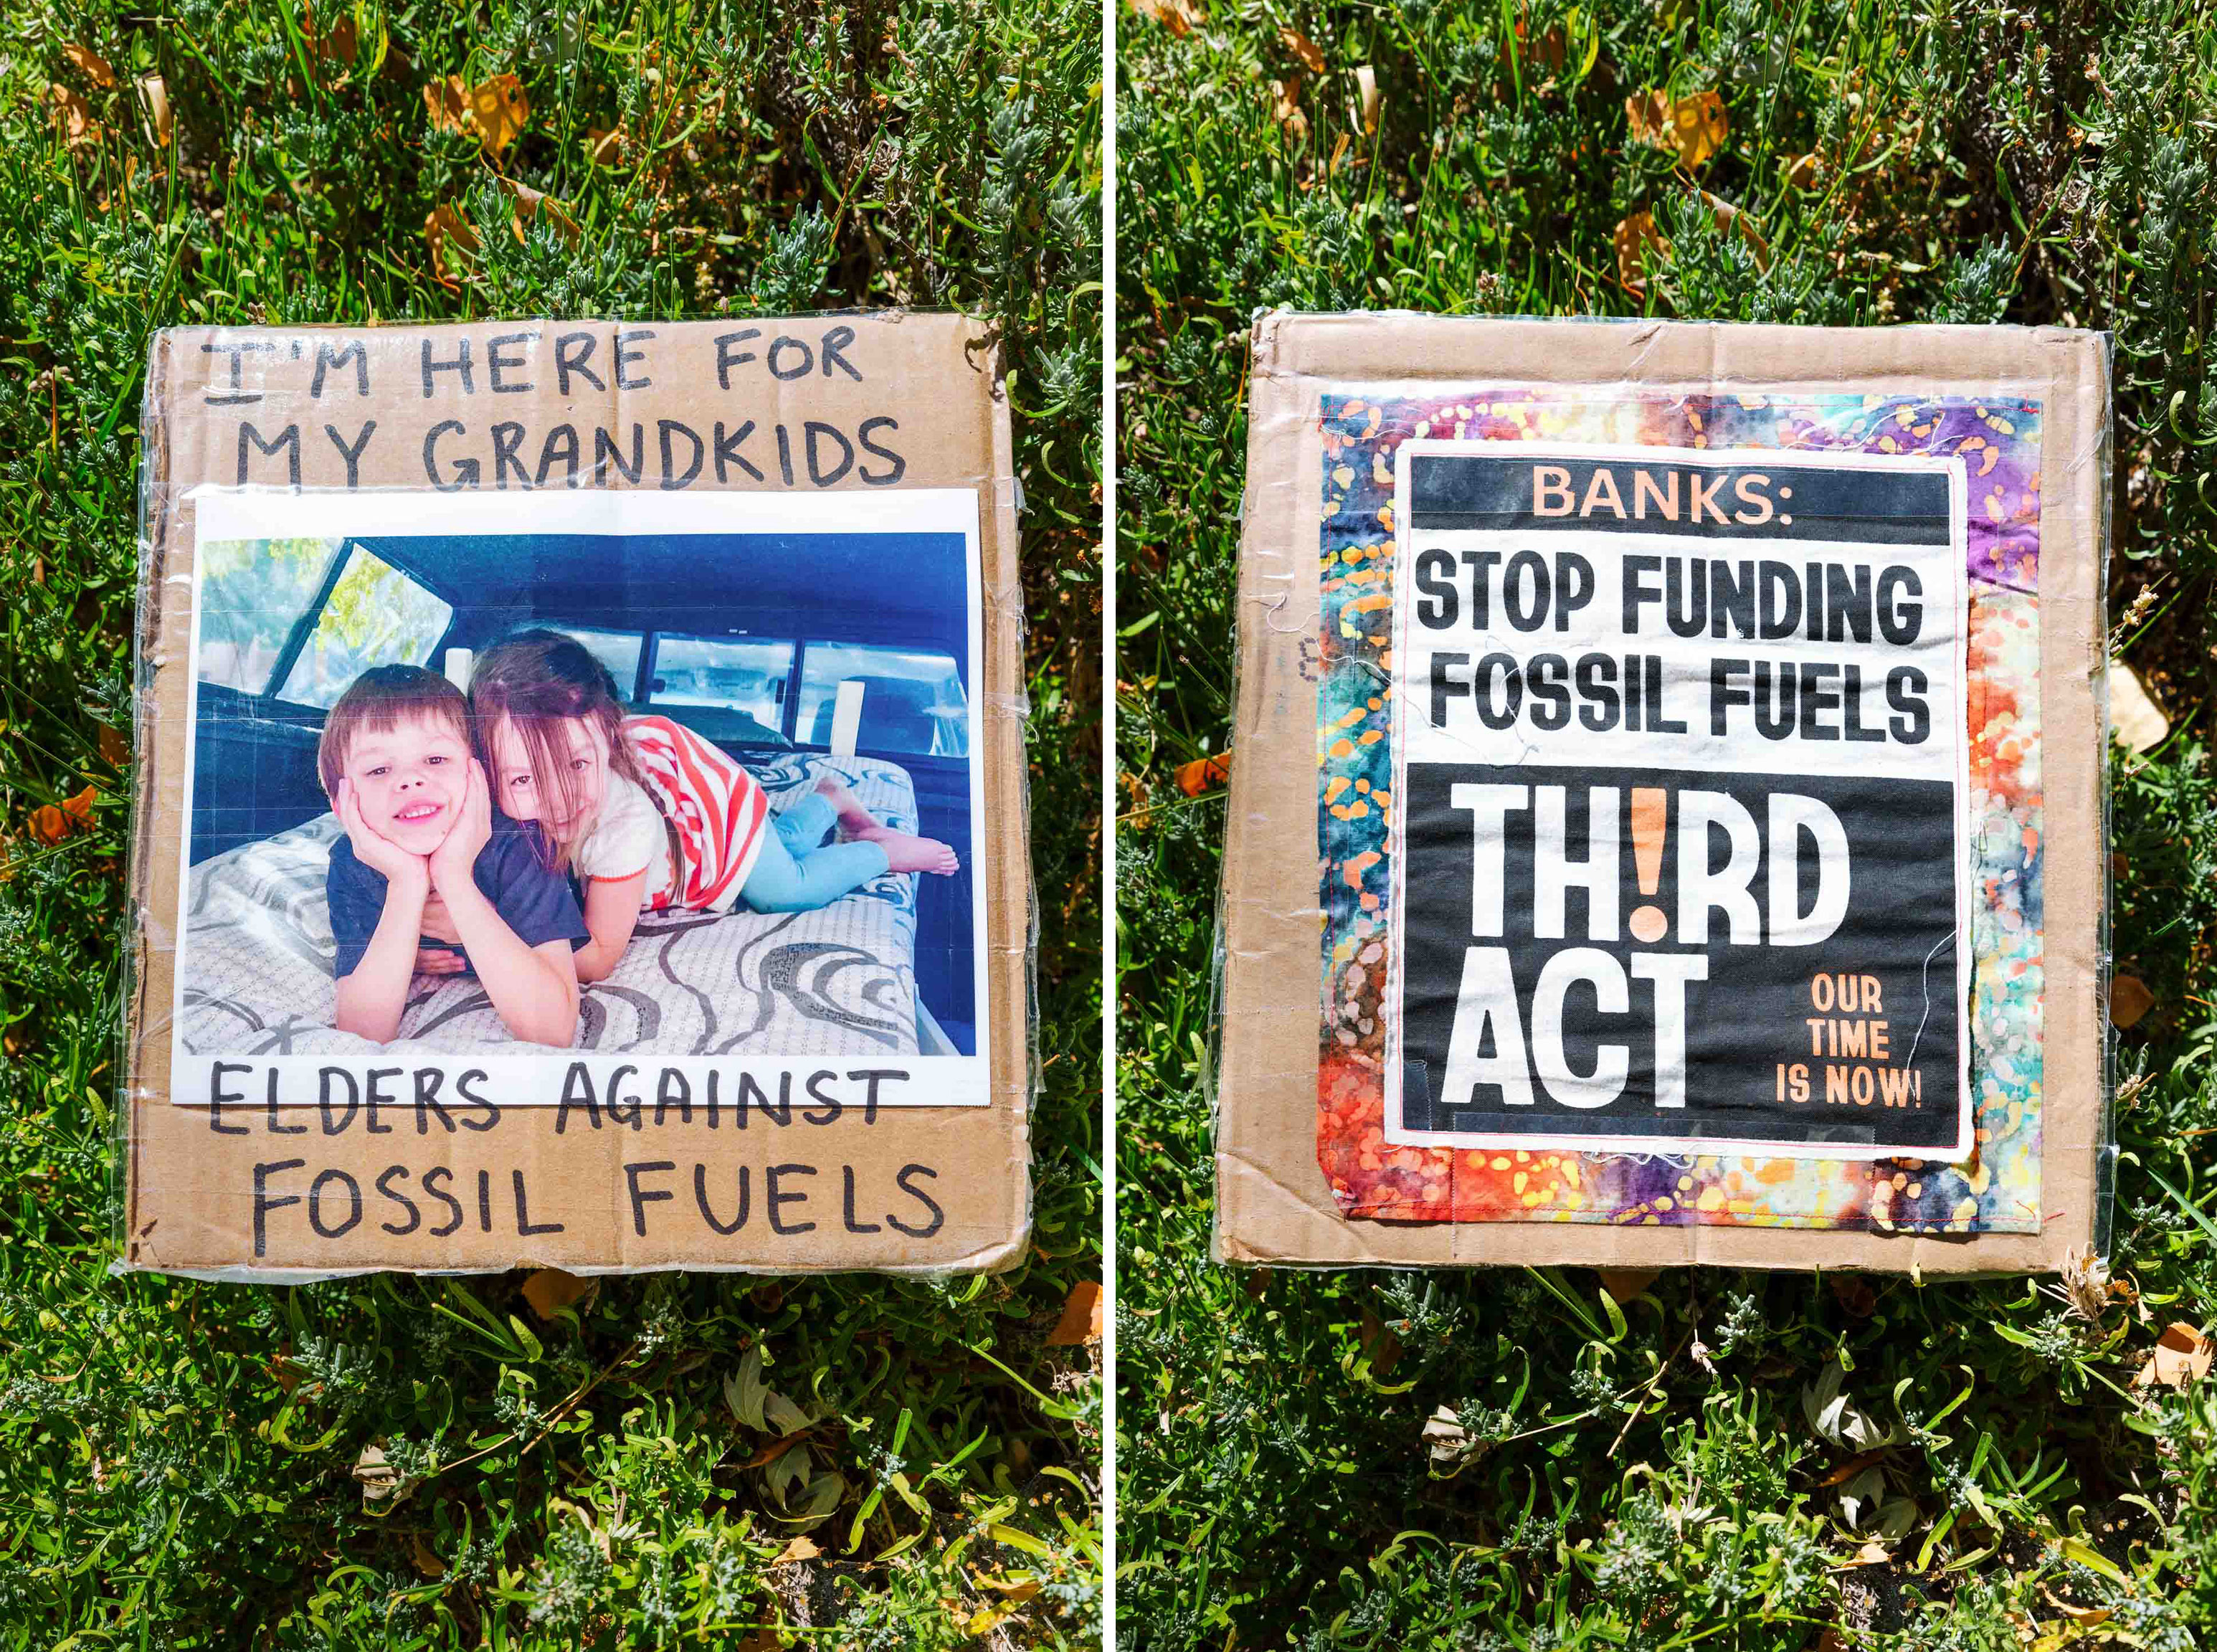 I'M HERE FOR
MY GRANDKIDS
ELDERS AGAINST
FOSSIL FUELS
BANKS:
STOP FUNDING
FOSSIL FUELS
TH!RD
ACT
OUR
TIME
IS NOW!